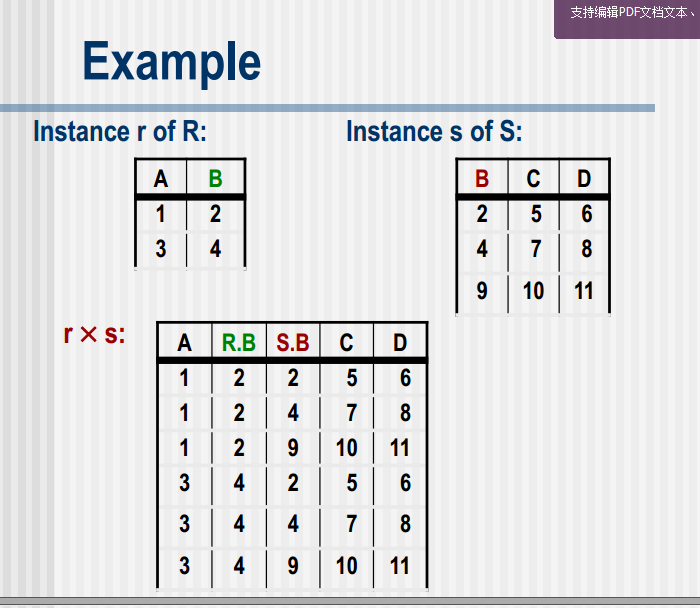 支持编辑PDF文档文本、
Example
Instance r of R:
Instance s of S:
A B
1 2
3 4
B C D
2 5 6
4 7 8
9 10 11
r × s:
A R.B S.B C D
1 2 2 5 6
1 2 4 7 8
1 2 9 10 11
3 4 2 5 6
3 4 4 7 8
3 4 9 10 11